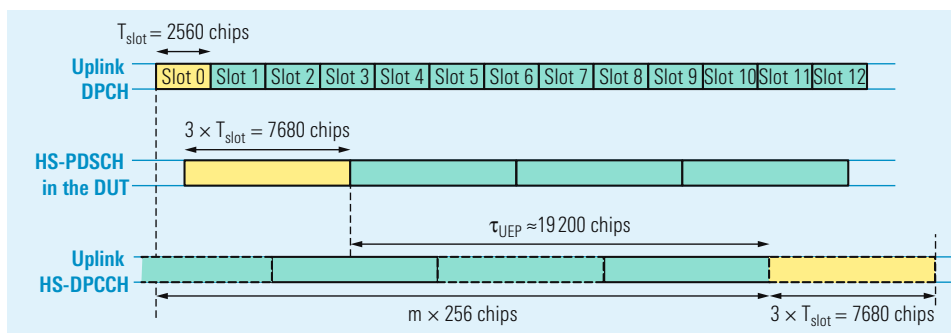 T_slot = 2560 chips
Uplink
DPCH
Slot 0 Slot 1 Slot 2 Slot 3 Slot 4 Slot 5 Slot 6 Slot 7 Slot 8 Slot 9 Slot 10 Slot 11 Slot 12
3 × T_slot = 7680 chips
HS-PDSCH
in the DUT
τ_UEP ≈19200 chips
Uplink
HS-DPCCH
m × 256 chips
3 × T_slot = 7680 chips